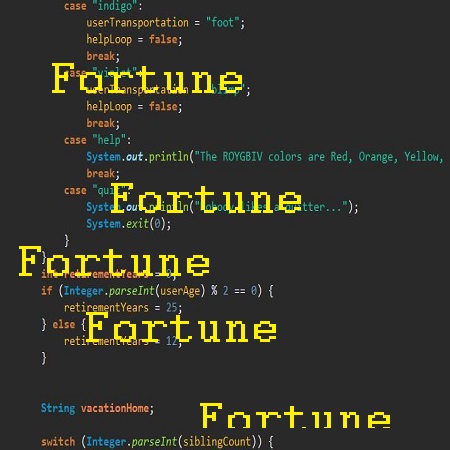 case "indigo":
userTransportation = "foot";
helpLoop = false;
break;
Fortune
case "violet":
userTransportation =
helpLoop = false;
break;
case "help":
System.out.println("The ROYGBIV colors are Red, Orange, Yellow,
break;
case "quit":
Fortune
System.out.println("Nobody likes a quitter...");
System.exit(0);
}
}
Fortune
int retirementYears = 0;
if (Integer.parseInt(userAge) % 2 == 0) {
retirementYears = 25;
} else {
Fortune
retirementYears = 12;
}
String vacationHome;
Fortune
switch (Integer.parseInt(siblingCount)) {